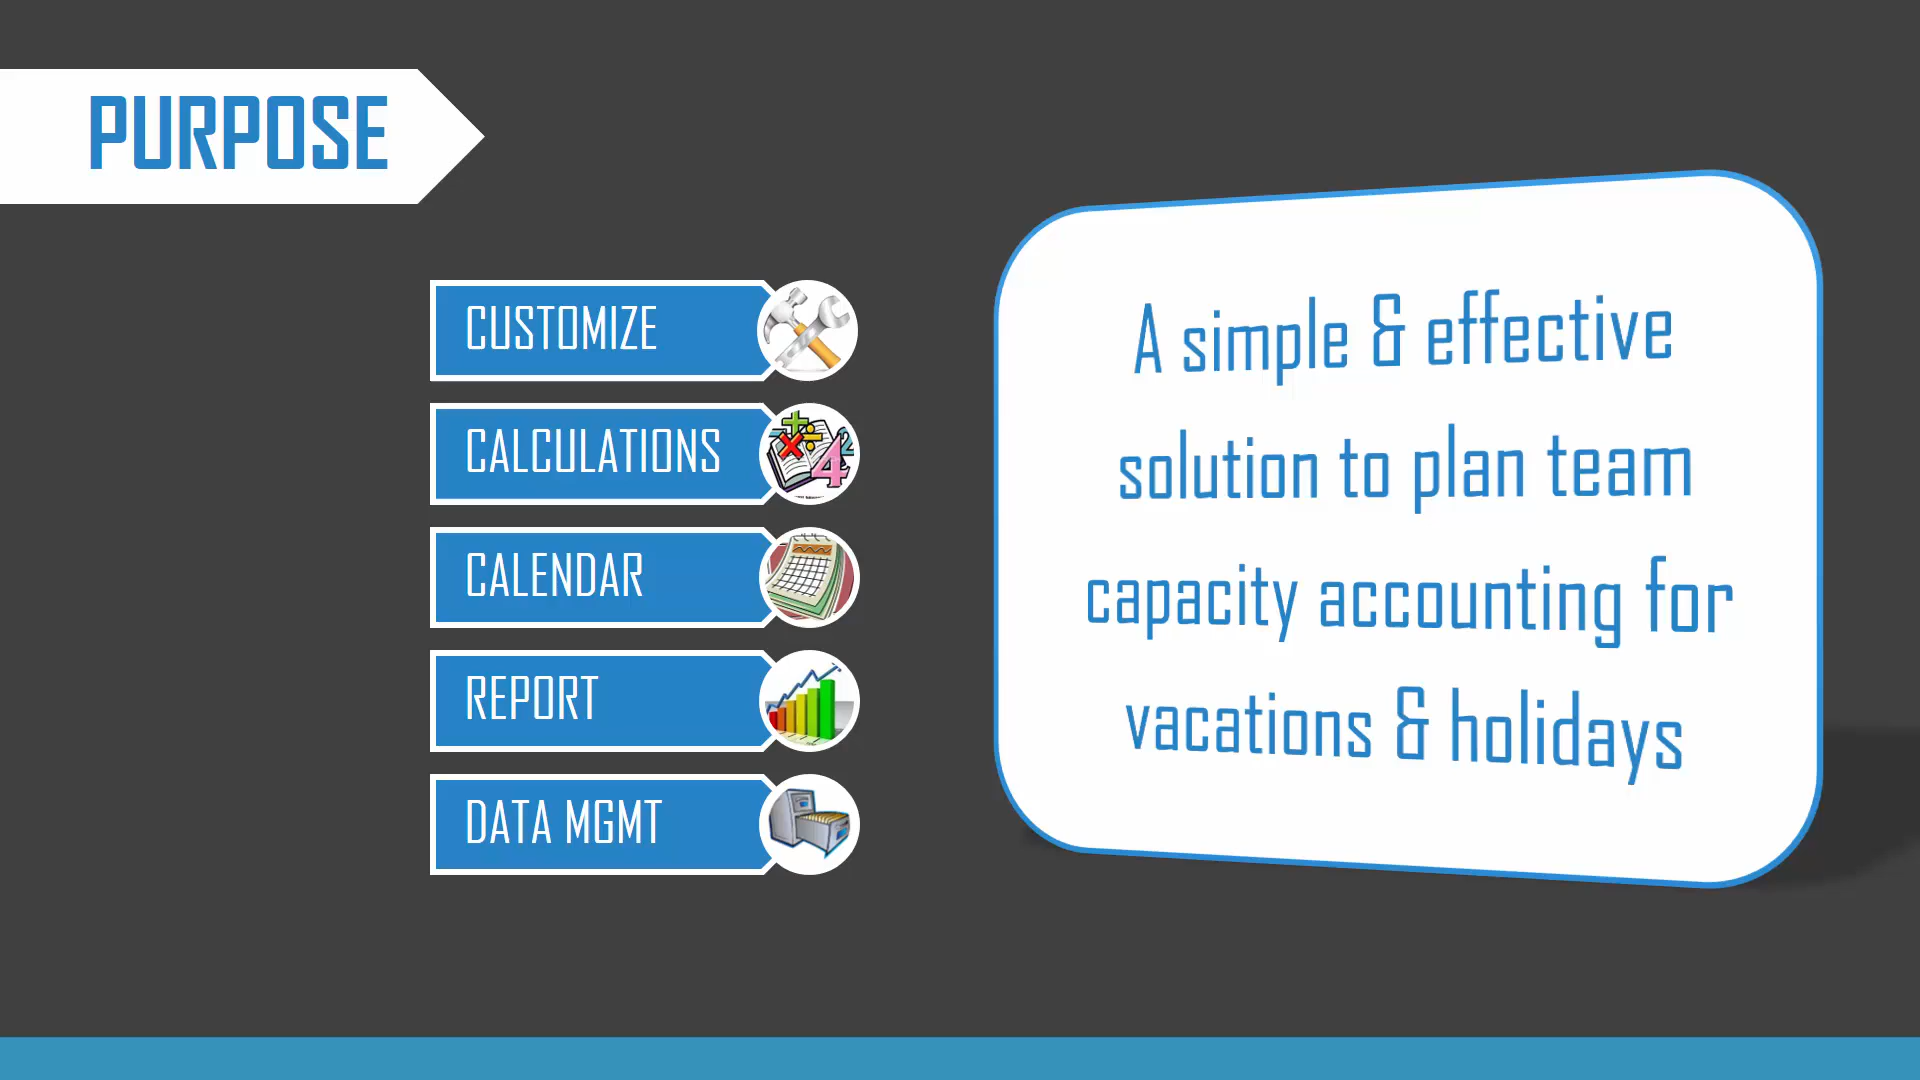 PURPOSE
CUSTOMIZE
CALCULATIONS
CALENDAR
REPORT
DATA MGMT
A simple & effective
solution to plan team
capacity accounting for
vacations & holidays